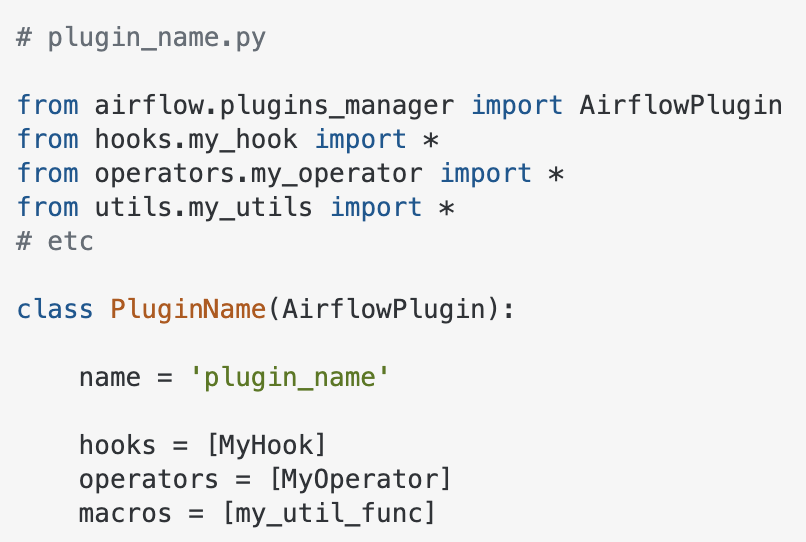 # plugin_name.py
from airflow.plugins_manager import AirflowPlugin
from hooks.my_hook import *
from operators.my_operator import *
from utils.my_utils import *
# etc
class PluginName(AirflowPlugin):
    name = 'plugin_name'
    hooks = [MyHook]
    operators = [MyOperator]
    macros = [my_util_func]